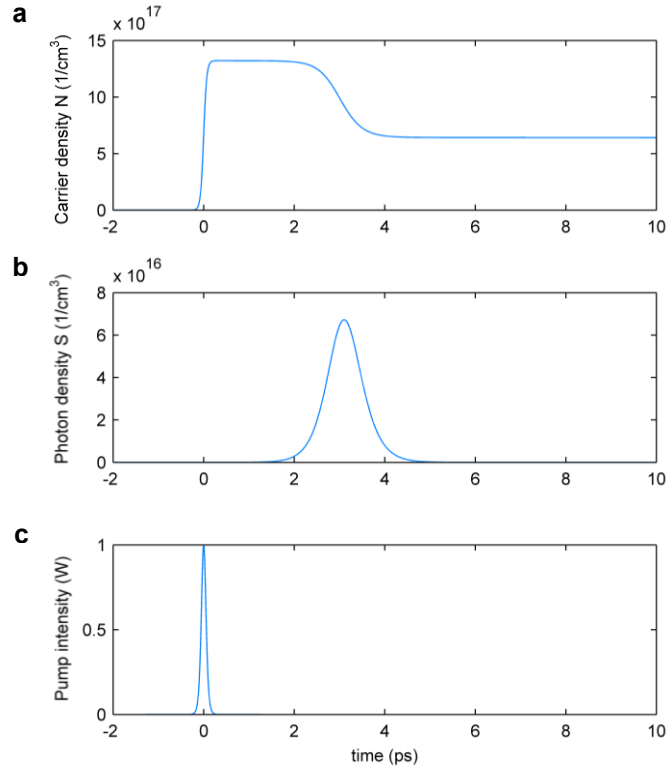 a
x 10^17
Carrier density N (1/cm^3)
15
10
5
0
-2 0 2 4 6 8 10
b
x 10^16
Photon density S (1/cm^3)
8
6
4
2
0
-2 0 2 4 6 8 10
c
Pump intensity (W)
1
0.5
0
-2 0 2 4 6 8 10
time (ps)